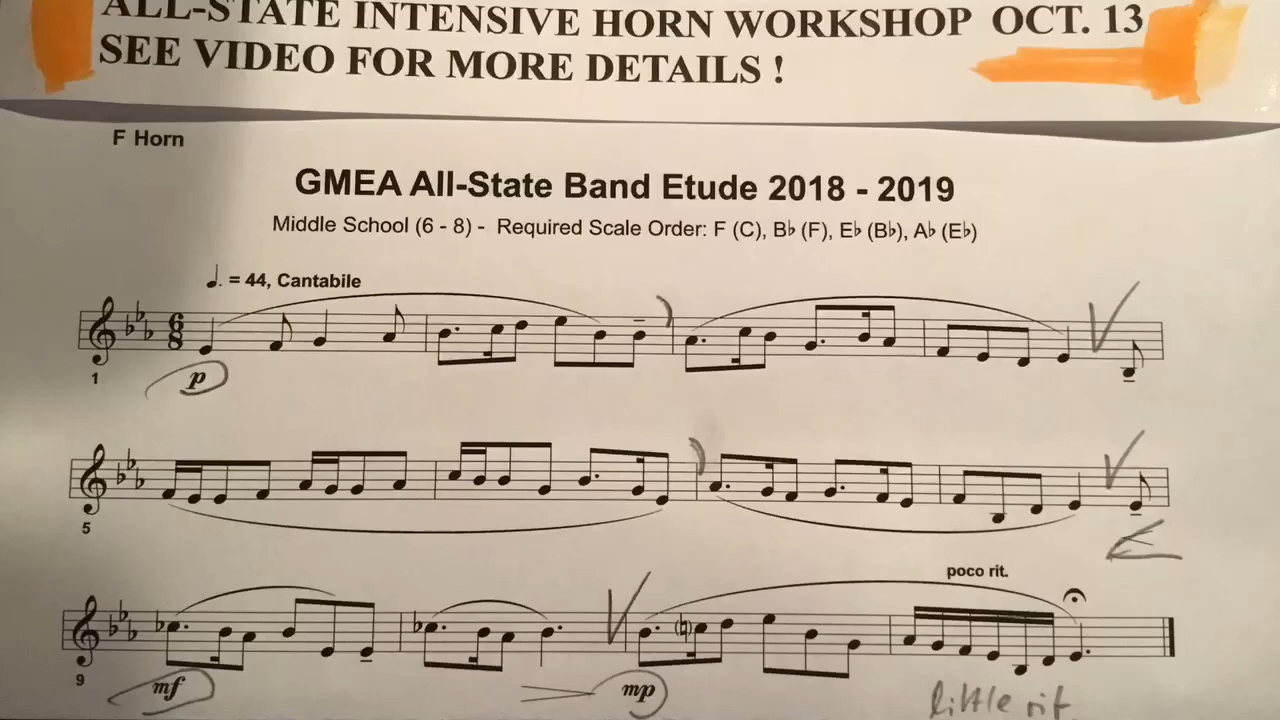 ALL-STATE INTENSIVE HORN WORKSHOP OCT. 13
SEE VIDEO FOR MORE DETAILS !
F Horn
GMEA All-State Band Etude 2018 - 2019
Middle School (6 - 8) - Required Scale Order: F (C), B♭ (F), E♭ (B♭), A♭ (E♭)
♩. = 44, Cantabile
6
8
1
p
5
poco rit.
9
mf
mp
little rit